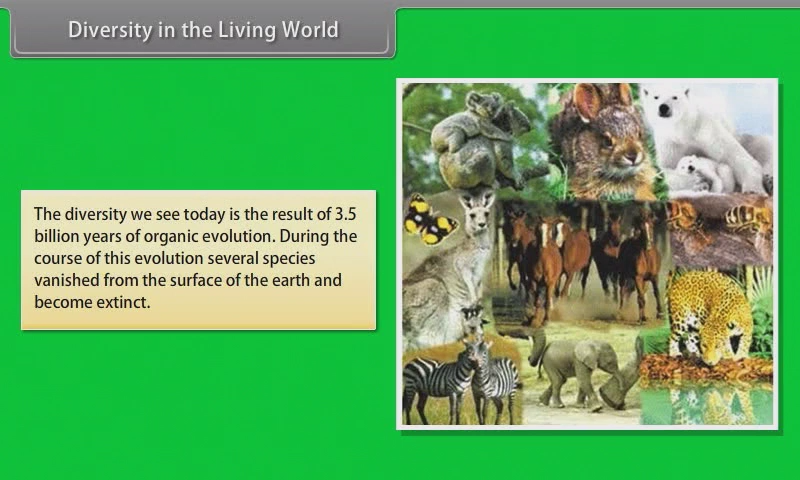 Diversity in the Living World
The diversity we see today is the result of 3.5
billion years of organic evolution. During the
course of this evolution several species
vanished from the surface of the earth and
become extinct.